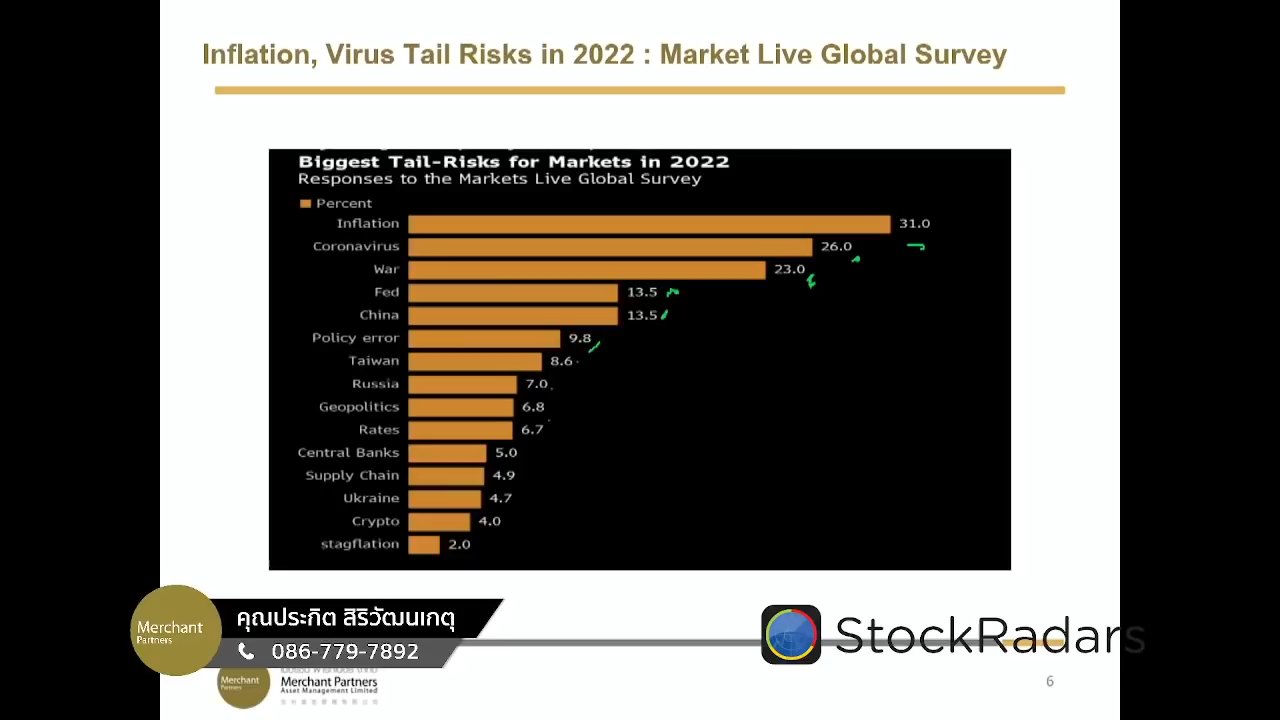 Inflation, Virus Tail Risks in 2022 : Market Live Global Survey
Biggest Tail-Risks for Markets in 2022
Responses to the Markets Live Global Survey
Percent
Inflation 31.0
Coronavirus 26.0
War 23.0
Fed 13.5
China 13.5
Policy error 9.8
Taiwan 8.6
Russia 7.0
Geopolitics 6.8
Rates 6.7
Central Banks 5.0
Supply Chain 4.9
Ukraine 4.7
Crypto 4.0
stagflation 2.0
Merchant
Partners
คุณประกิต สิริวัฒนเกตุ
086-779-7892
StockRadars
Merchant
Partners
Merchant Partners
Asset Management Limited
6